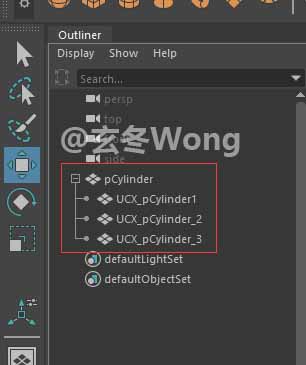 Outliner
Display Show Help
Search...
persp
top
side
@玄冬Wong
pCylinder
UCX_pCylinder1
UCX_pCylinder_2
UCX_pCylinder_3
defaultLightSet
defaultObjectSet